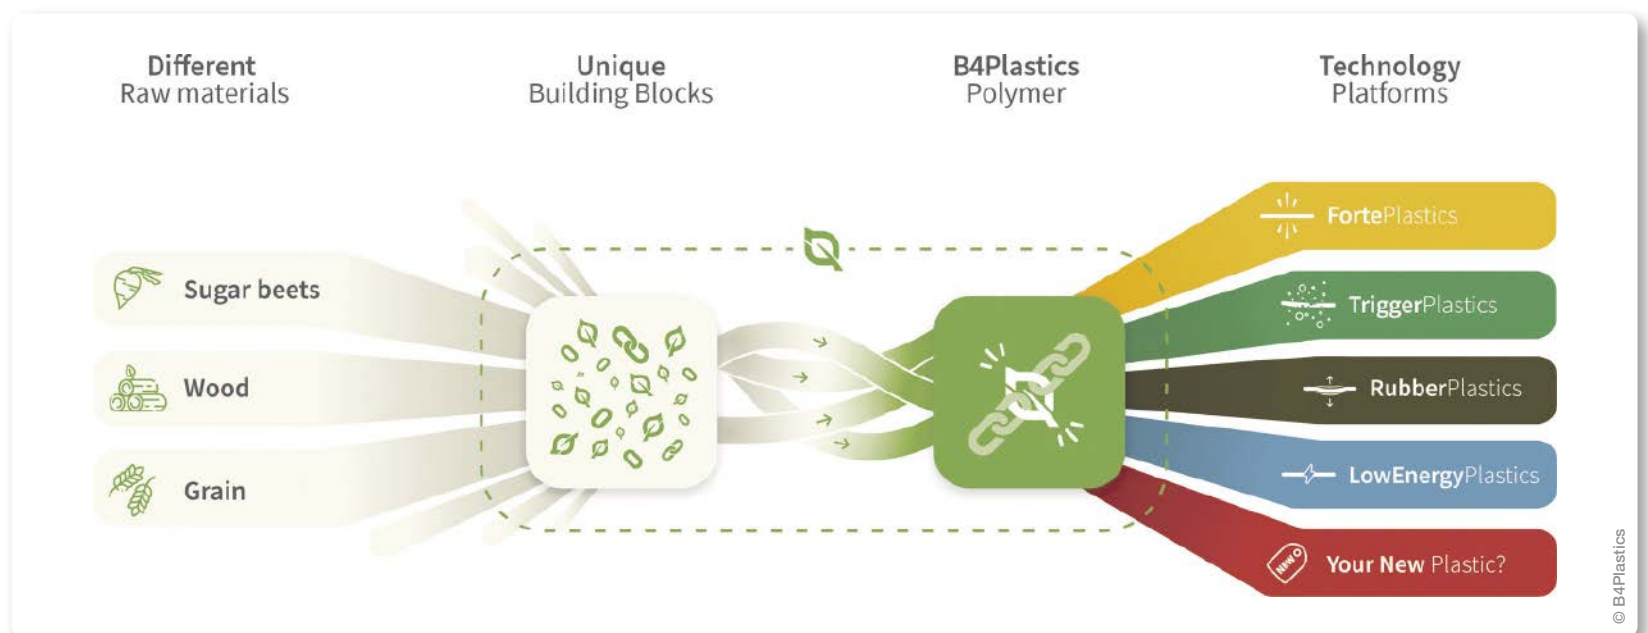 Different
Raw materials
Unique
Building Blocks
B4Plastics
Polymer
Technology
Platforms
Sugar beets
Wood
Grain
FortePlastics
TriggerPlastics
RubberPlastics
LowEnergyPlastics
NEW
Your New Plastic?
© B4Plastics